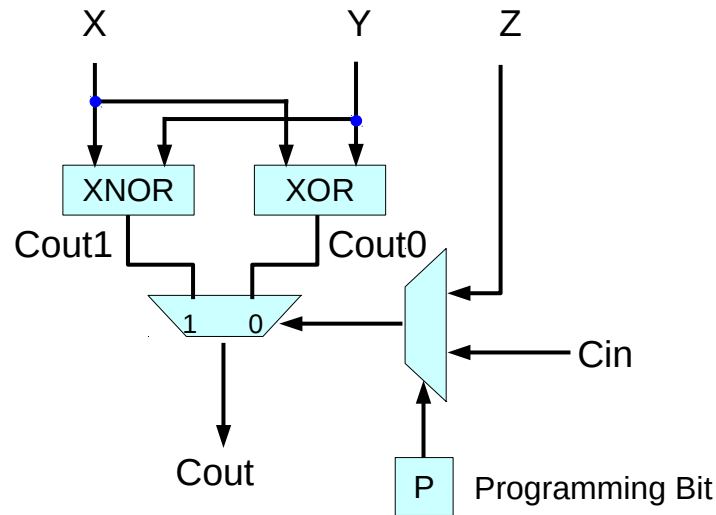 X Y Z
XNOR XOR
Cout1 Cout0
1 0
Cin
Cout
P Programming Bit